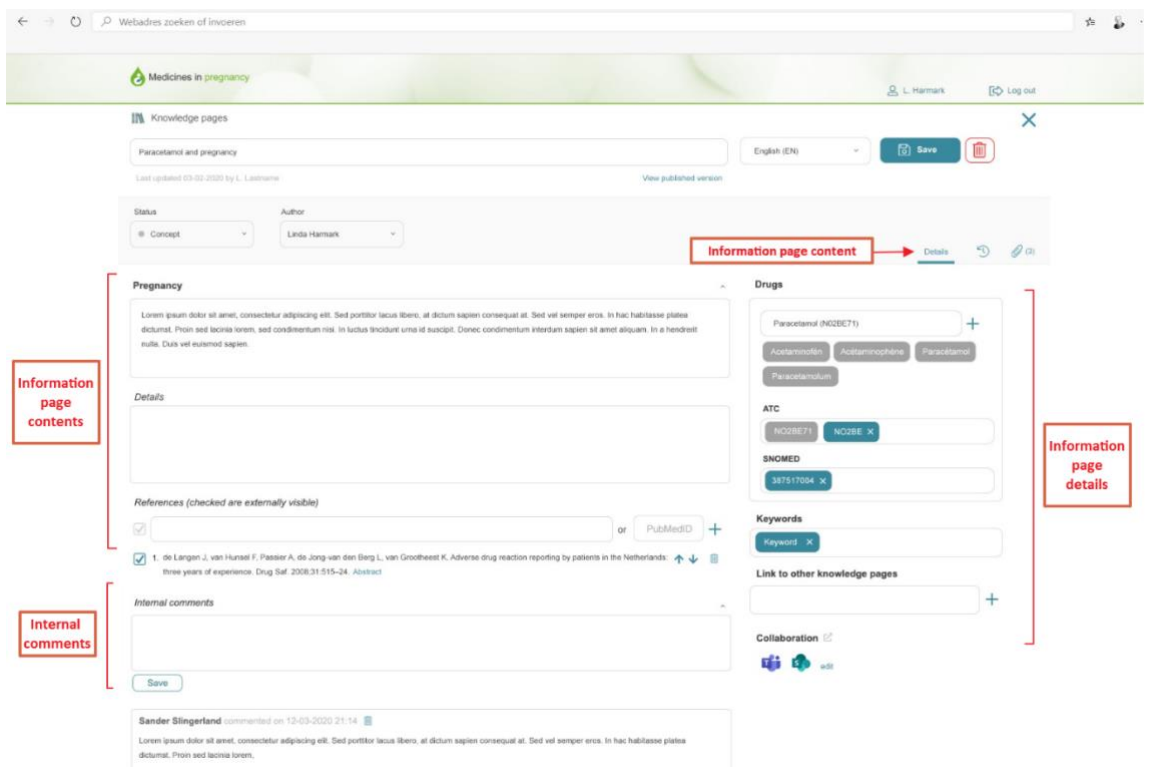 Webadres zoeken of invoeren
Medicines in pregnancy
L. Harmark
Log out
Knowledge pages
Paracetamol and pregnancy
English (EN)
Save
Last updated 03-02-2020 by L. Lastname
View published version
Status
Author
Concept
Linda Harmark
Information page content
Details
(3)
Pregnancy
Lorem ipsum dolor sit amet, consectetur adipiscing elit. Sed porttitor lacus libero, at dictum sapien consequat at. Sed vel semper eros. In hac habitasse platea
dictumst. Proin sed lacinia lorem, sed condimentum nisi. In luctus tincidunt urna id suscipit. Donec condimentum interdum sapien sit amet aliquam. In a hendrerit
nulla. Duis vel euismod sapien.
Information
page
contents
Details
References (checked are externally visible)
or
PubMedID
1. de Langen J, van Hunsel F, Passier A, de Jong-van den Berg L, van Grootheest K. Adverse drug reaction reporting by patients in the Netherlands:
three years of experience. Drug Saf. 2008;31:515–24. Abstract
Internal comments
Internal
comments
Save
Sander Slingerland commented on 12-03-2020 21:14
Lorem ipsum dolor sit amet, consectetur adipiscing elit. Sed porttitor lacus libero, at dictum sapien consequat at. Sed vel semper eros. In hac habitasse platea
dictumst. Proin sed lacinia lorem,
Drugs
Paracetamol (N02BE71)
Acetaminofén
Acétaminophène
Paracétamol
Paracetamolum
ATC
NO2BE71
NO2BE
SNOMED
387517004
Keywords
Keyword
Link to other knowledge pages
Collaboration
edit
Information
page
details